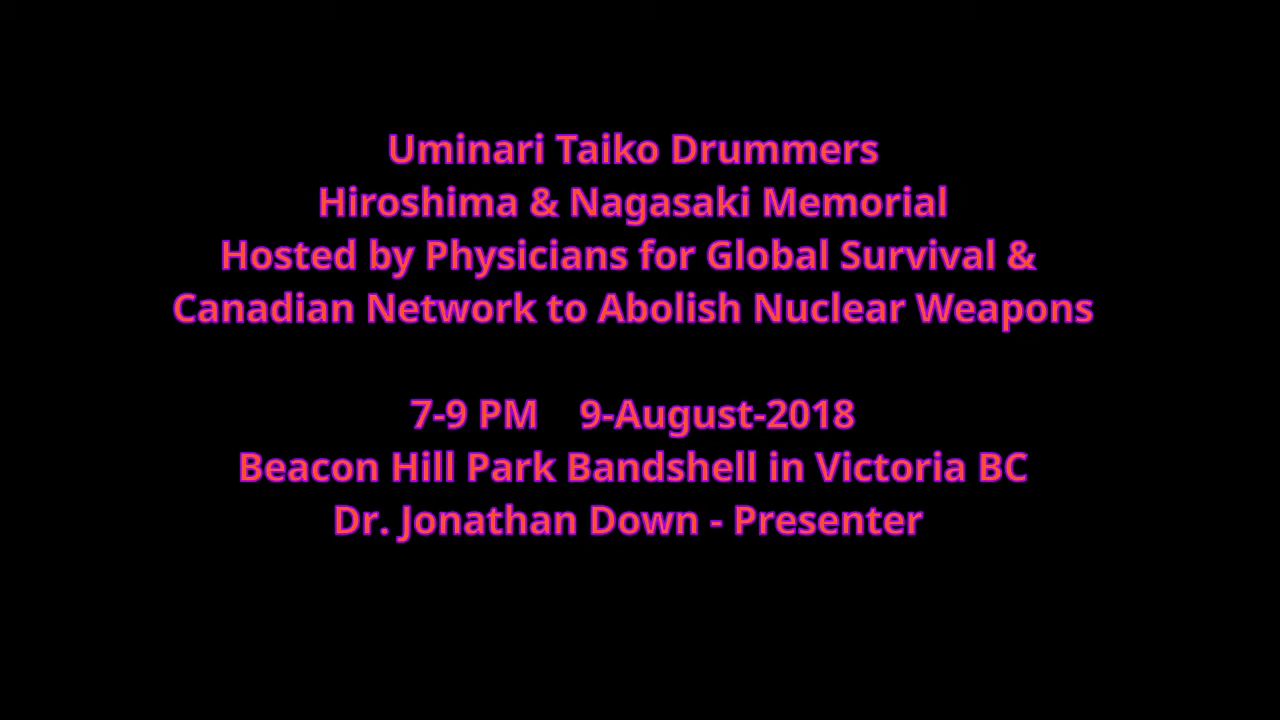 Uminari Taiko Drummers
Hiroshima & Nagasaki Memorial
Hosted by Physicians for Global Survival &
Canadian Network to Abolish Nuclear Weapons
7-9 PM    9-August-2018
Beacon Hill Park Bandshell in Victoria BC
Dr. Jonathan Down - Presenter